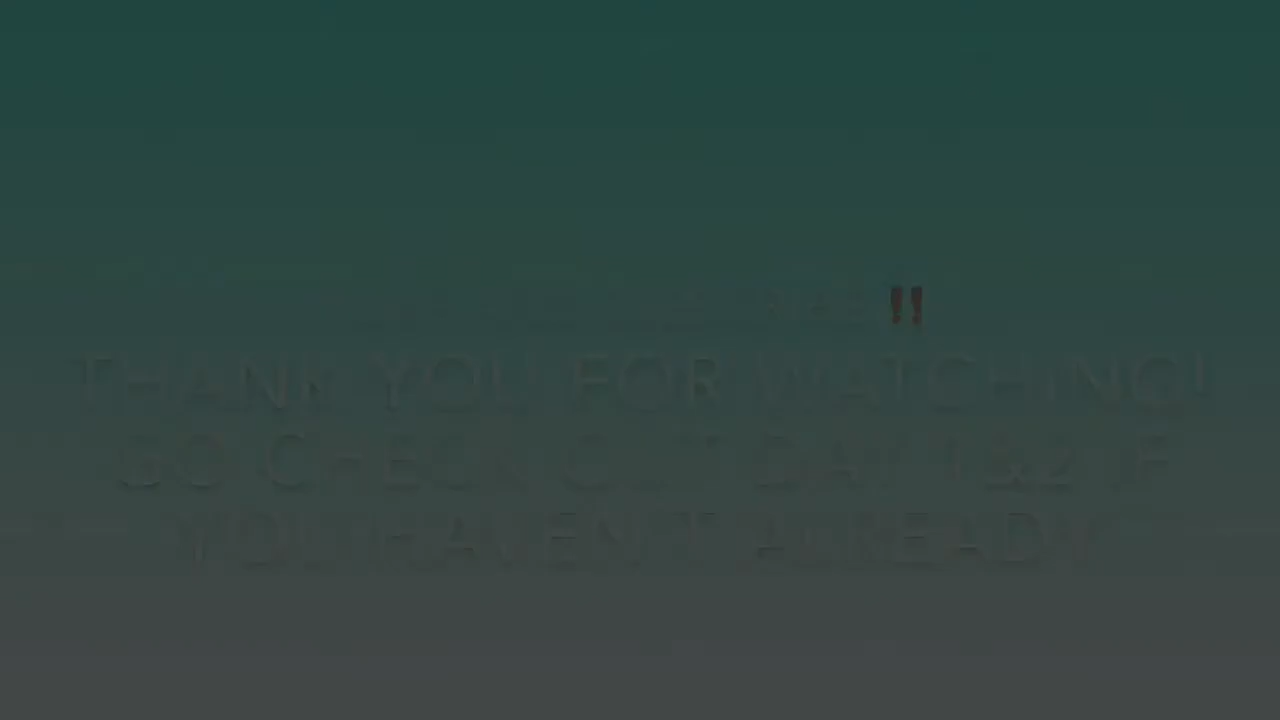 ‼
THANK YOU FOR WATCHING!
GO CHECK OUT DAY 1&2 IF
YOU HAVEN'T ALREADY